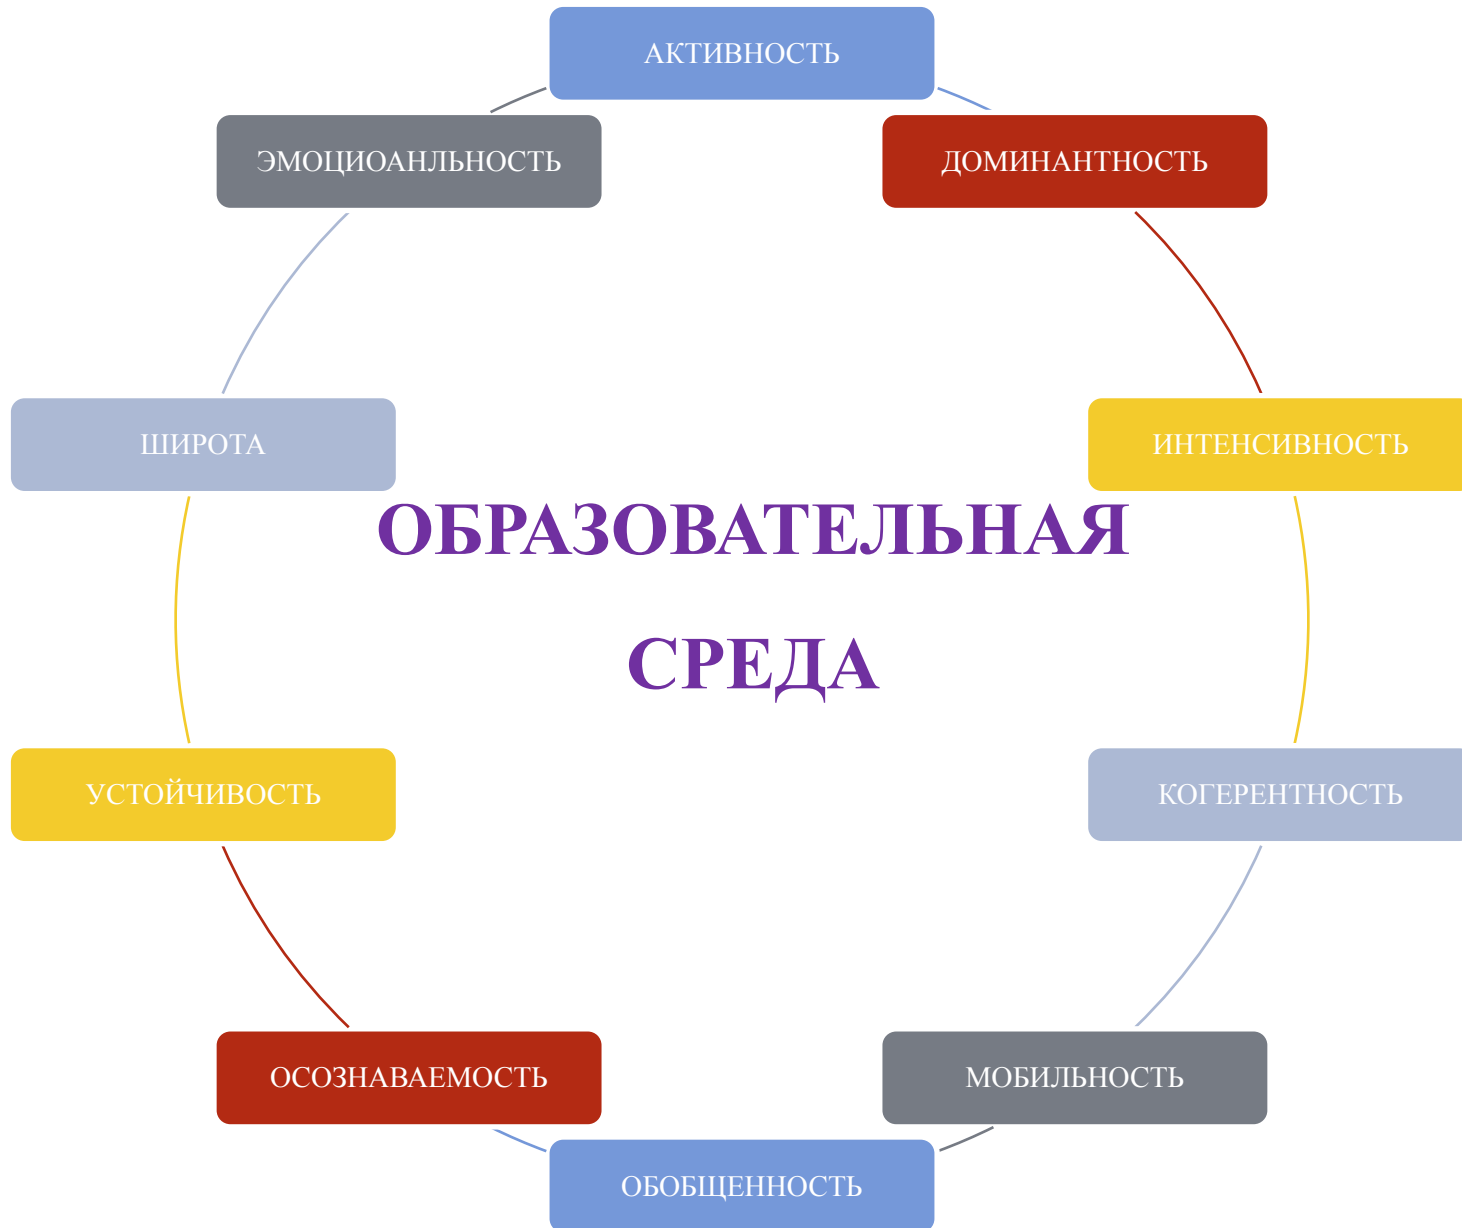 АКТИВНОСТЬ
ЭМОЦИОАНЛЬНОСТЬ
ДОМИНАНТНОСТЬ
ШИРОТА
ИНТЕНСИВНОСТЬ
ОБРАЗОВАТЕЛЬНАЯ
СРЕДА
УСТОЙЧИВОСТЬ
КОГЕРЕНТНОСТЬ
ОСОЗНАВАЕМОСТЬ
МОБИЛЬНОСТЬ
ОБОБЩЕННОСТЬ